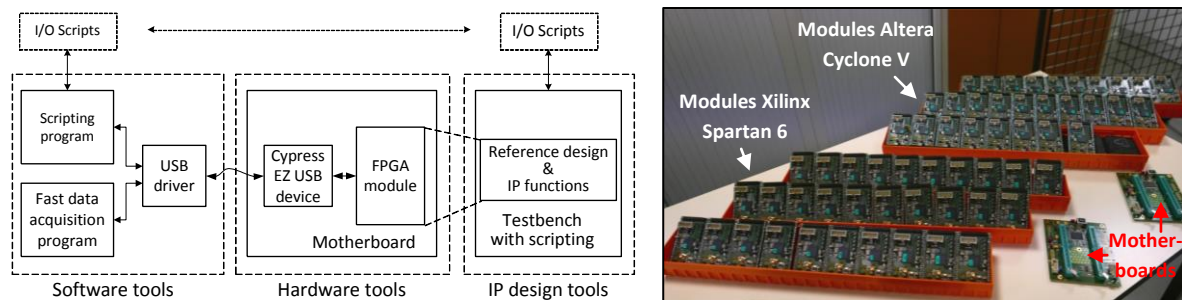 I/O Scripts
I/O Scripts
Scripting
program
Fast data
acquisition
program
USB
driver
Software tools
Cypress
EZ USB
device
FPGA
module
Motherboard
Hardware tools
Reference design
&
IP functions
Testbench
with scripting
IP design tools
Modules Altera
Cyclone V
Modules Xilinx
Spartan 6
Mother-
boards